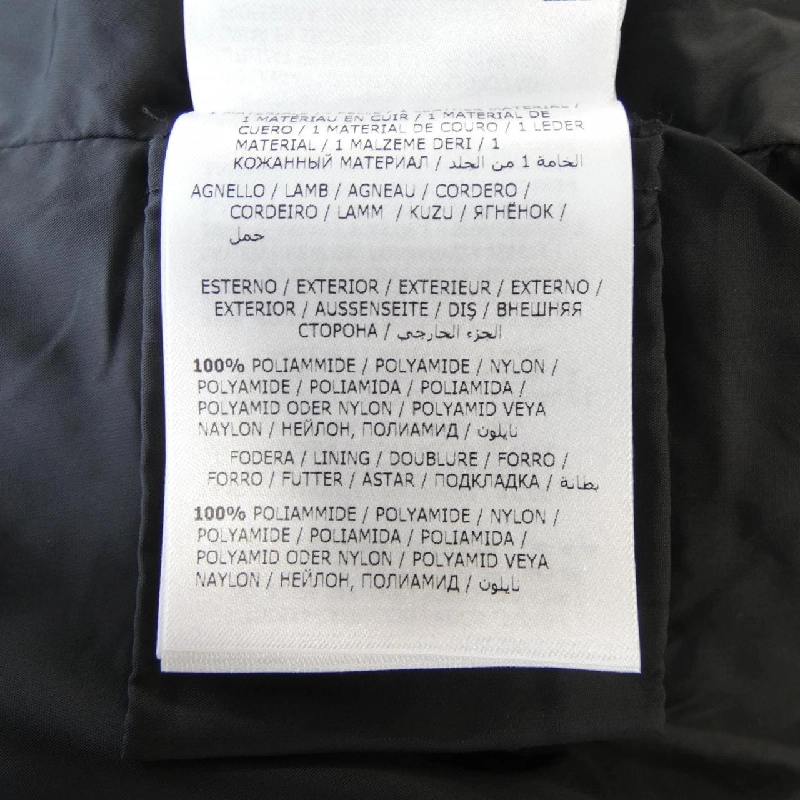 1 MATERIAU EN CUIR / 1 MATERIAL DE
CUERO / 1 MATERIAL DE COURO / 1 LEDER
MATERIAL / 1 MALZEME DERI / 1
КОЖАННЫЙ МАТЕРИАЛ / الخامة 1 من الجلد
AGNELLO / LAMB / AGNEAU / CORDERO /
CORDEIRO / LAMM / KUZU / ЯГНЁНОК /
حمل
ESTERNO / EXTERIOR / EXTERIEUR / EXTERNO /
EXTERIOR / AUSSENSEITE / DIŞ / ВНЕШНЯЯ
СТОРОНА / الجزء الخارجي
100% POLIAMMIDE / POLYAMIDE / NYLON /
POLYAMIDE / POLIAMIDA / POLIAMIDA /
POLYAMID ODER NYLON / POLYAMID VEYA
NAYLON / НЕЙЛОН, ПОЛИАМИД / نايلون
FODERA / LINING / DOUBLURE / FORRO /
FORRO / FUTTER / ASTAR / ПОДКЛАДКА / بطانة
100% POLIAMMIDE / POLYAMIDE / NYLON /
POLYAMIDE / POLIAMIDA / POLIAMIDA /
POLYAMID ODER NYLON / POLYAMID VEYA
NAYLON / НЕЙЛОН, ПОЛИАМИД / نايلون